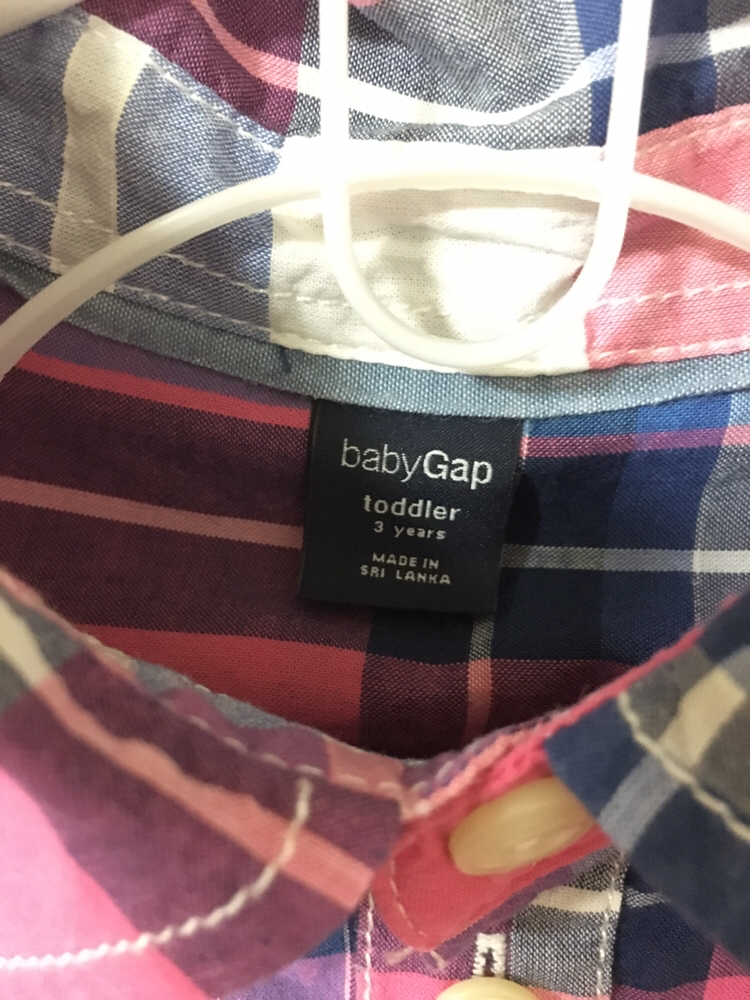 babyGap
toddler
3 years
MADE IN
SRI LANKA